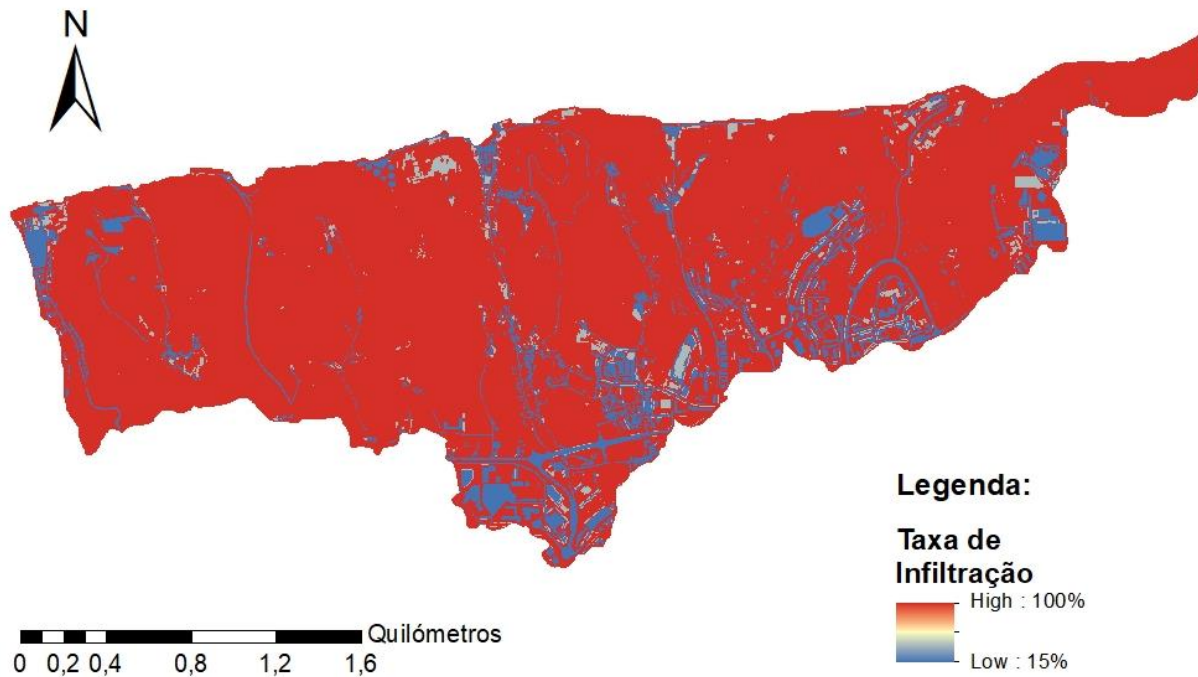 N
Legenda:
Taxa de
Infiltração
High : 100%
Low : 15%
Quilómetros
0 0,2 0,4 0,8 1,2 1,6